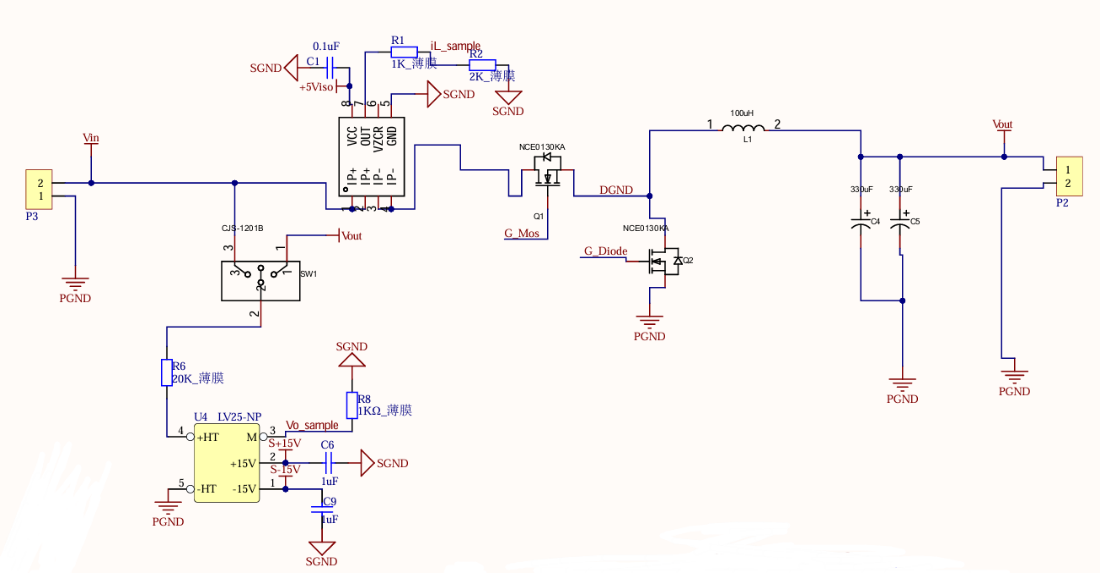 0.1uF
C1
SGND
+5Viso
R1
1K_薄膜
iL_sample
R2
2K_薄膜
SGND
SGND
8
7
6
5
VCC
OUT
VZCR
GND
IP+
IP+
IP-
IP-
1
2
3
4
Vin
2
1
P3
PGND
NCE0130KA
Q1
G_Mos
DGND
100uH
1
2
L1
NCE0130KA
G_Diode
Q2
PGND
330uF
C4
330uF
C5
PGND
Vout
1
2
P2
PGND
CJS-1201B
3
1
Vout
3
2
1
SW1
2
R6
20K_薄膜
SGND
R8
1KΩ_薄膜
U4
LV25-NP
4
+HT
M
3
Vo_sample
S+15V
+15V
2
S-15V
C6
1uF
SGND
5
-HT
-15V
1
PGND
C9
1uF
SGND